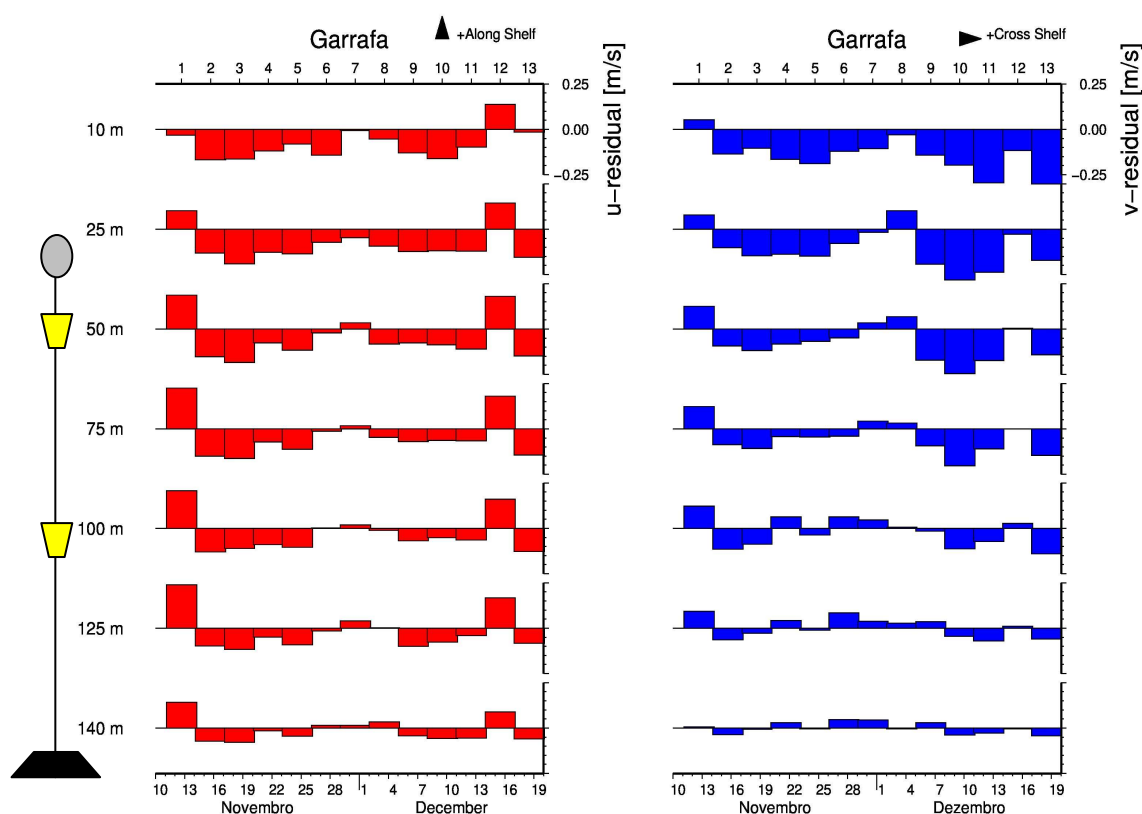 Garrafa
+Along Shelf
1 2 3 4 5 6 7 8 9 10 11 12 13
10 m
25 m
50 m
75 m
100 m
125 m
140 m
0.25
0.00
−0.25
u−residual [m/s]
10 13 16 19 22 25 28 1 4 7 10 13 16 19
Novembro
December
Garrafa
+Cross Shelf
1 2 3 4 5 6 7 8 9 10 11 12 13
0.25
0.00
−0.25
v−residual [m/s]
10 13 16 19 22 25 28 1 4 7 10 13 16 19
Novembro
Dezembro